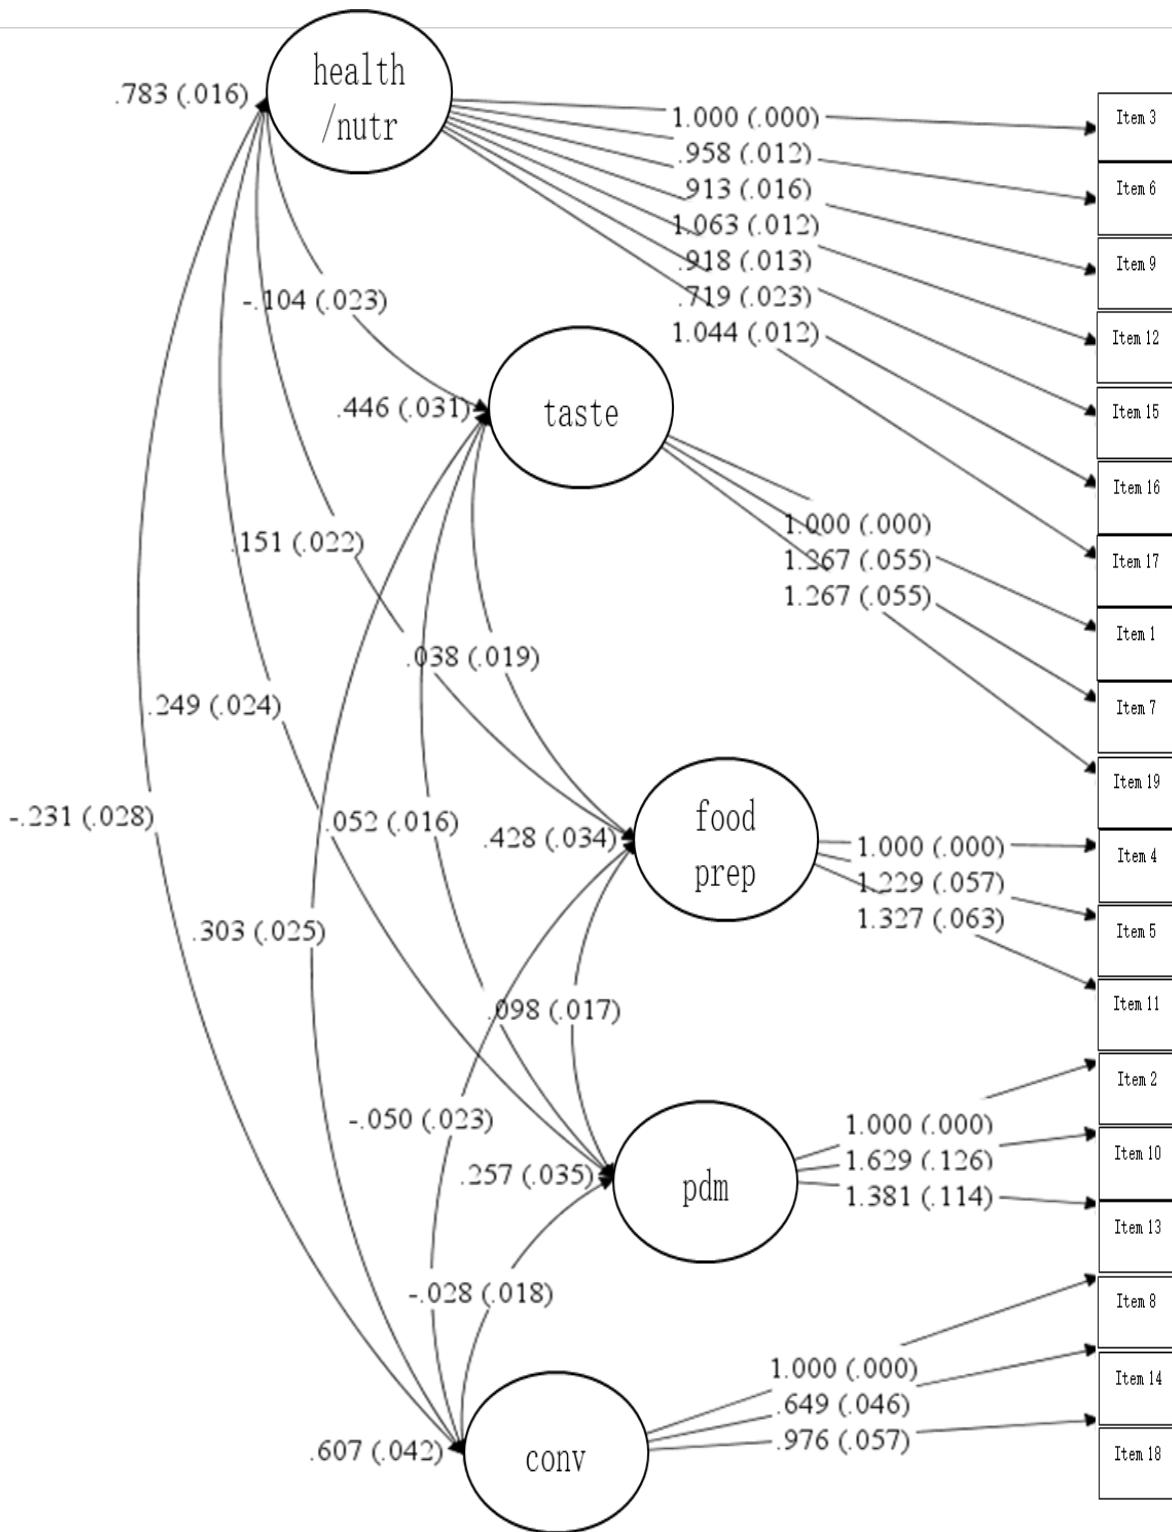 health
/nutr
.783 (.016)
1.000 (.000)
.958 (.012)
.913 (.016)
1.063 (.012)
.918 (.013)
.719 (.023)
1.044 (.012)
Item 3
Item 6
Item 9
Item 12
Item 15
Item 16
Item 17
-.104 (.023)
.446 (.031)
taste
1.000 (.000)
1.267 (.055)
1.267 (.055)
Item 1
Item 7
Item 19
.151 (.022)
.038 (.019)
.249 (.024)
-.231 (.028)
.052 (.016)
.428 (.034)
food
prep
1.000 (.000)
1.229 (.057)
1.327 (.063)
Item 4
Item 5
Item 11
.303 (.025)
.098 (.017)
-.050 (.023)
.257 (.035)
pdm
1.000 (.000)
1.629 (.126)
1.381 (.114)
Item 2
Item 10
Item 13
-.028 (.018)
.607 (.042)
conv
1.000 (.000)
.649 (.046)
.976 (.057)
Item 8
Item 14
Item 18